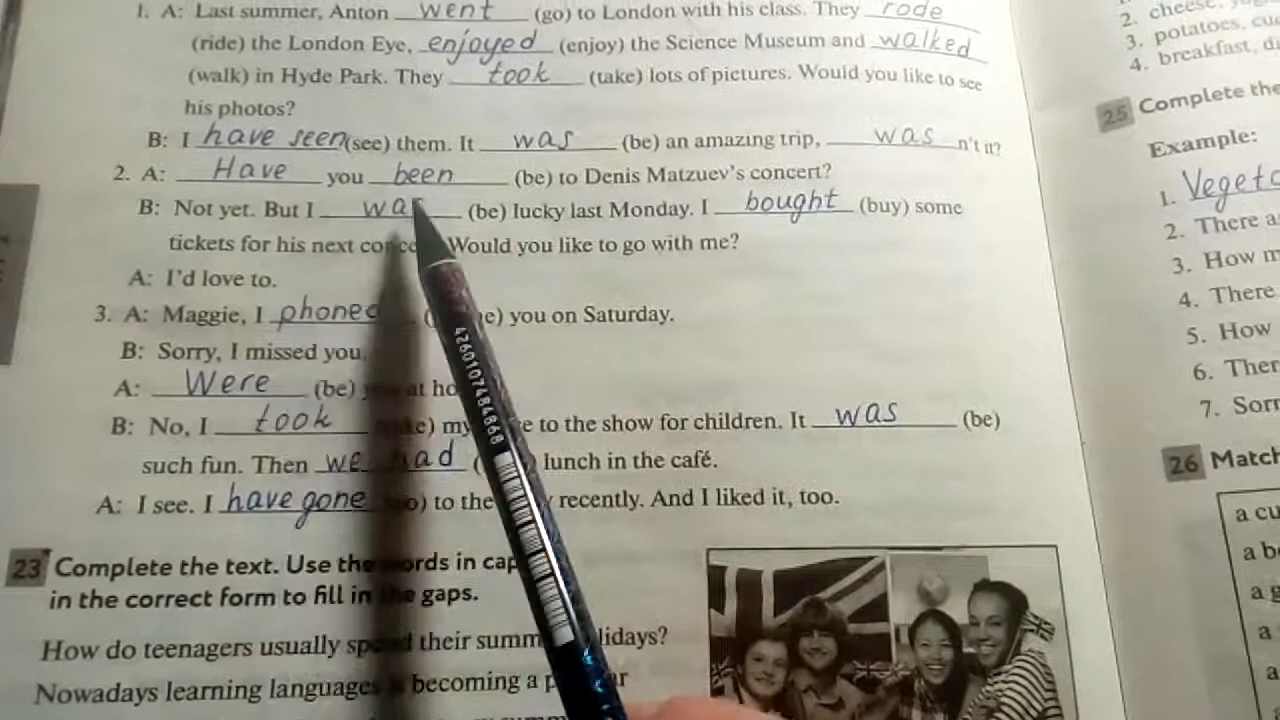 1. A: Last summer, Anton went (go) to London with his class. They rode
(ride) the London Eye, enjoyed (enjoy) the Science Museum and walked
(walk) in Hyde Park. They took (take) lots of pictures. Would you like to see
his photos?
B: I have seen (see) them. It was (be) an amazing trip, was n't it?
2. A: Have you been (be) to Denis Matzuev's concert?
B: Not yet. But I was (be) lucky last Monday. I bought (buy) some
tickets for his next Would you like to go with me?
A: I'd love to.
3. A: Maggie, I phoned you on Saturday.
B: Sorry, I missed you.
A: Were (be) at
B: No, I took my to the show for children. It was (be)
such fun. Then we had lunch in the café.
A: I see. I have gone to the recently. And I liked it, too.
23 Complete the text. Use the words in
in the correct form to fill in the gaps.
How do teenagers usually spend their
Nowadays learning languages becoming a
4260107484868
2. cheese,
3. potatoes,
4. breakfast,
25 Complete the
Example:
1.
2. There
3. How
4. There
5. How
6.
7.
26 Match
a
a
a
a
a